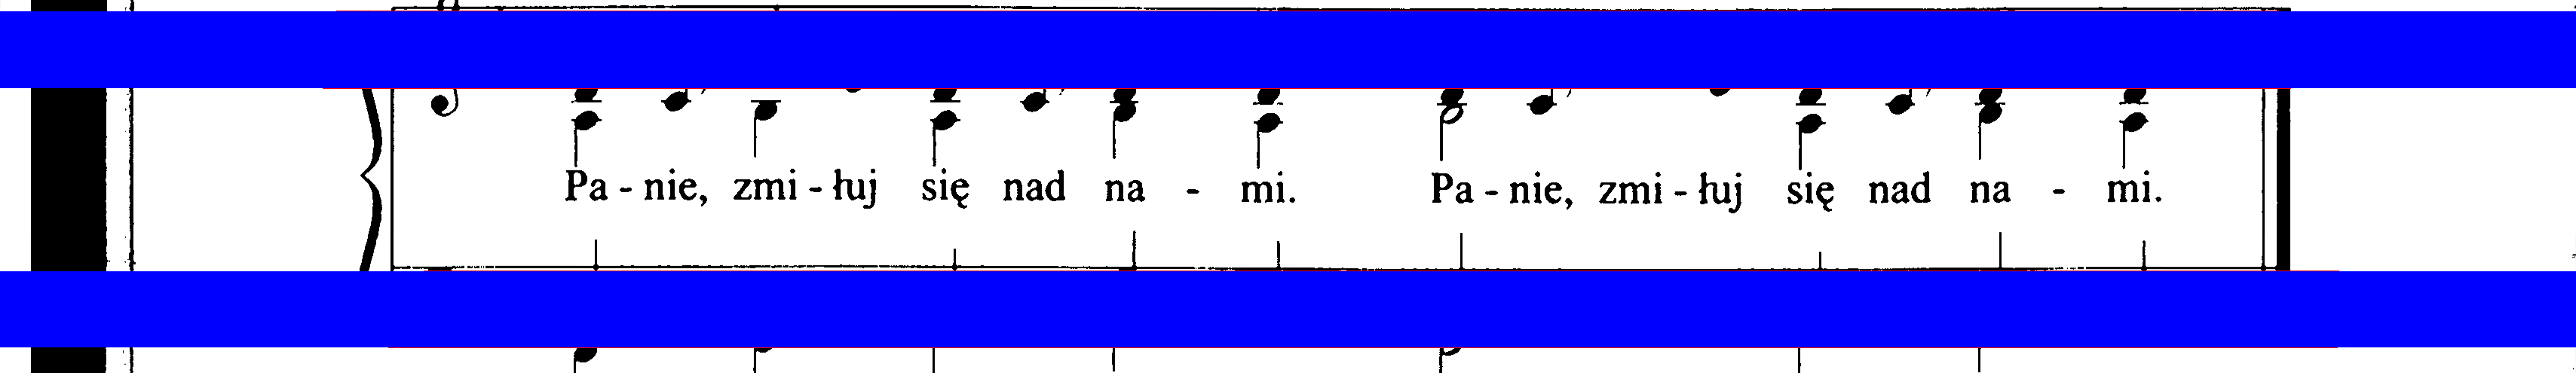 Pa - nie, zmi - łuj się nad na - mi. Pa - nie, zmi - łuj się nad na - mi.